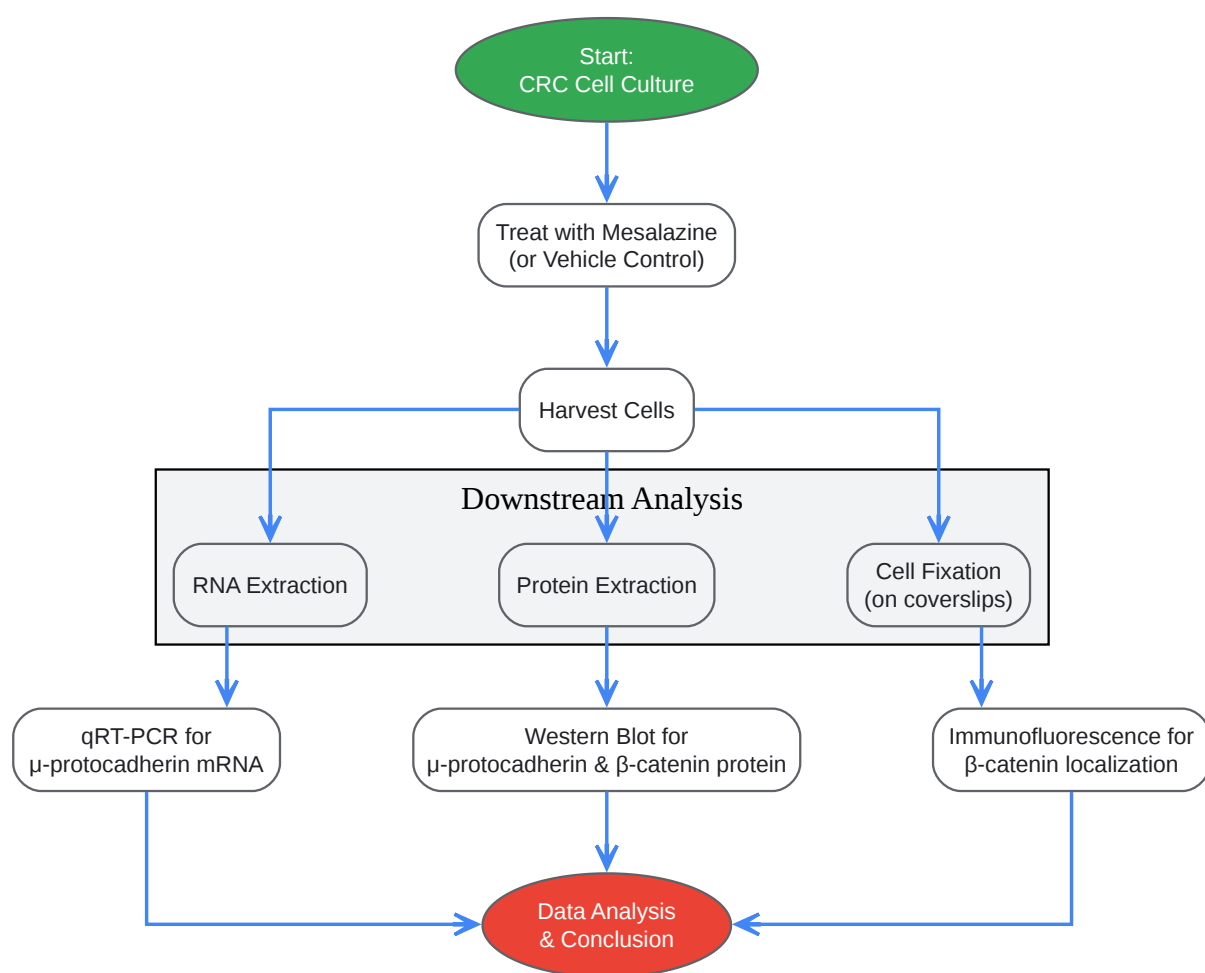 Start:
CRC Cell Culture
Treat with Mesalazine
(or Vehicle Control)
Harvest Cells
Downstream Analysis
RNA Extraction
Protein Extraction
Cell Fixation
(on coverslips)
qRT-PCR for
μ-protocadherin mRNA
Western Blot for
μ-protocadherin & β-catenin protein
Immunofluorescence for
β-catenin localization
Data Analysis
& Conclusion